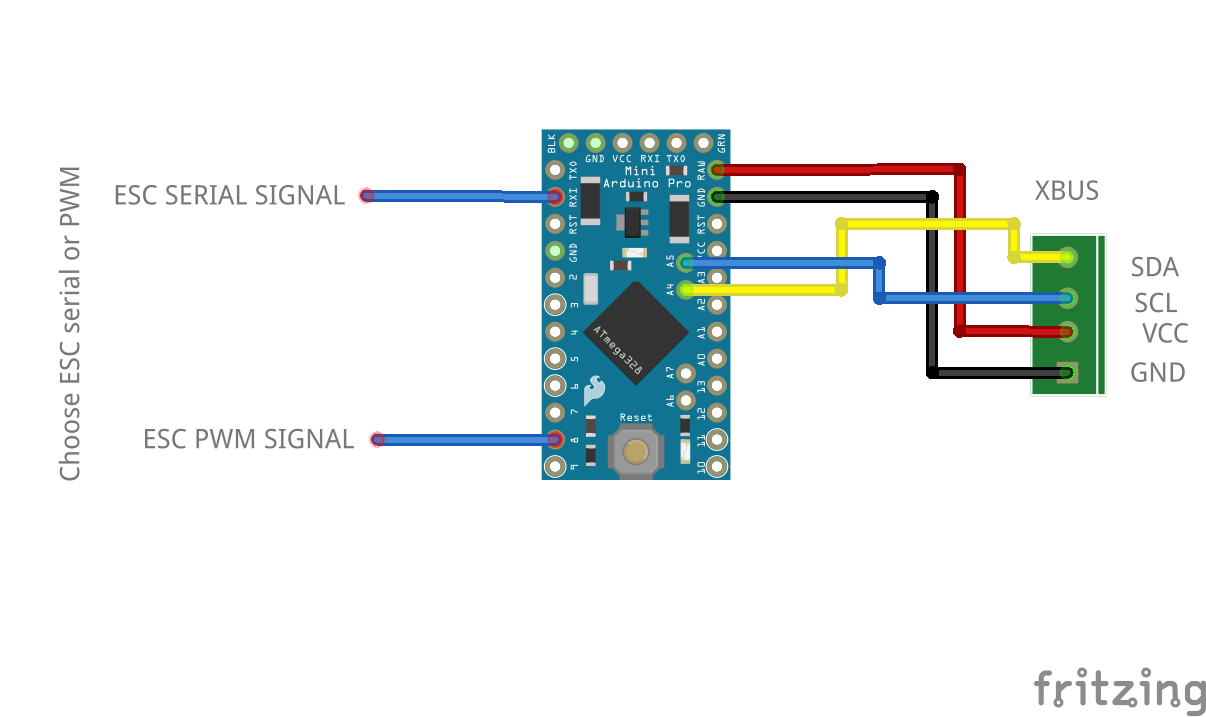 Choose ESC serial or PWM
ESC SERIAL SIGNAL
ESC PWM SIGNAL
BLK
GND VCC RXI TXO
GRN
Mini
Arduino Pro
TXO
RXI
RST
GND
2
3
4
5
6
7
8
9
RAW
GND
RST
VCC
A3
A2
A1
A0
13
12
11
10
A5
A4
A7
A6
ATmega328
Reset
XBUS
SDA
SCL
VCC
GND
fritzing